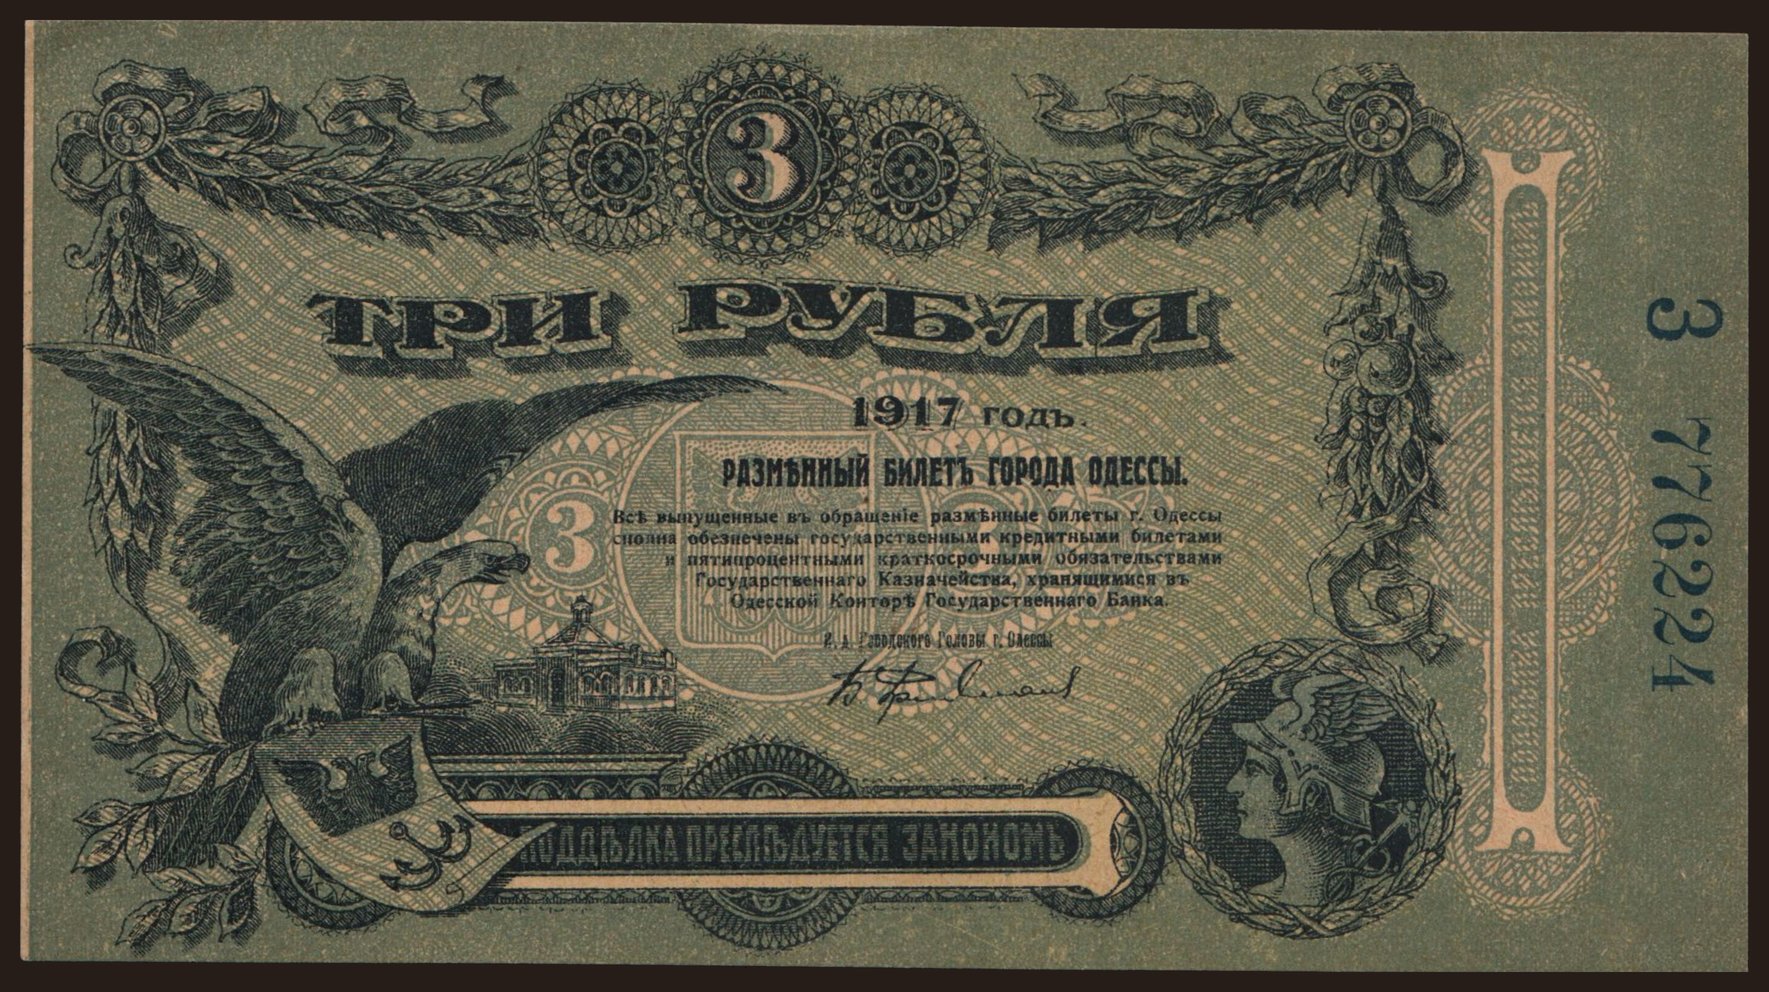 3
ТРИ РУБЛЯ
1917 годъ.
РАЗМѢННЫЙ БИЛЕТЪ ГОРОДА ОДЕССЫ.
Всѣ выпущенные въ обращеніе размѣнные билеты г. Одессы
сполна обезпечены государственными кредитными билетами
и пятипроцентными краткосрочными обязательствами
Государственнаго Казначейства, хранящимися въ
Одесской Конторѣ Государственнаго Банка.
И. д. Городского Головы г. Одессы
3
ПОДДѢЛКА ПРЕСЛѢДУЕТСЯ ЗАКОНОМЪ
З 776224